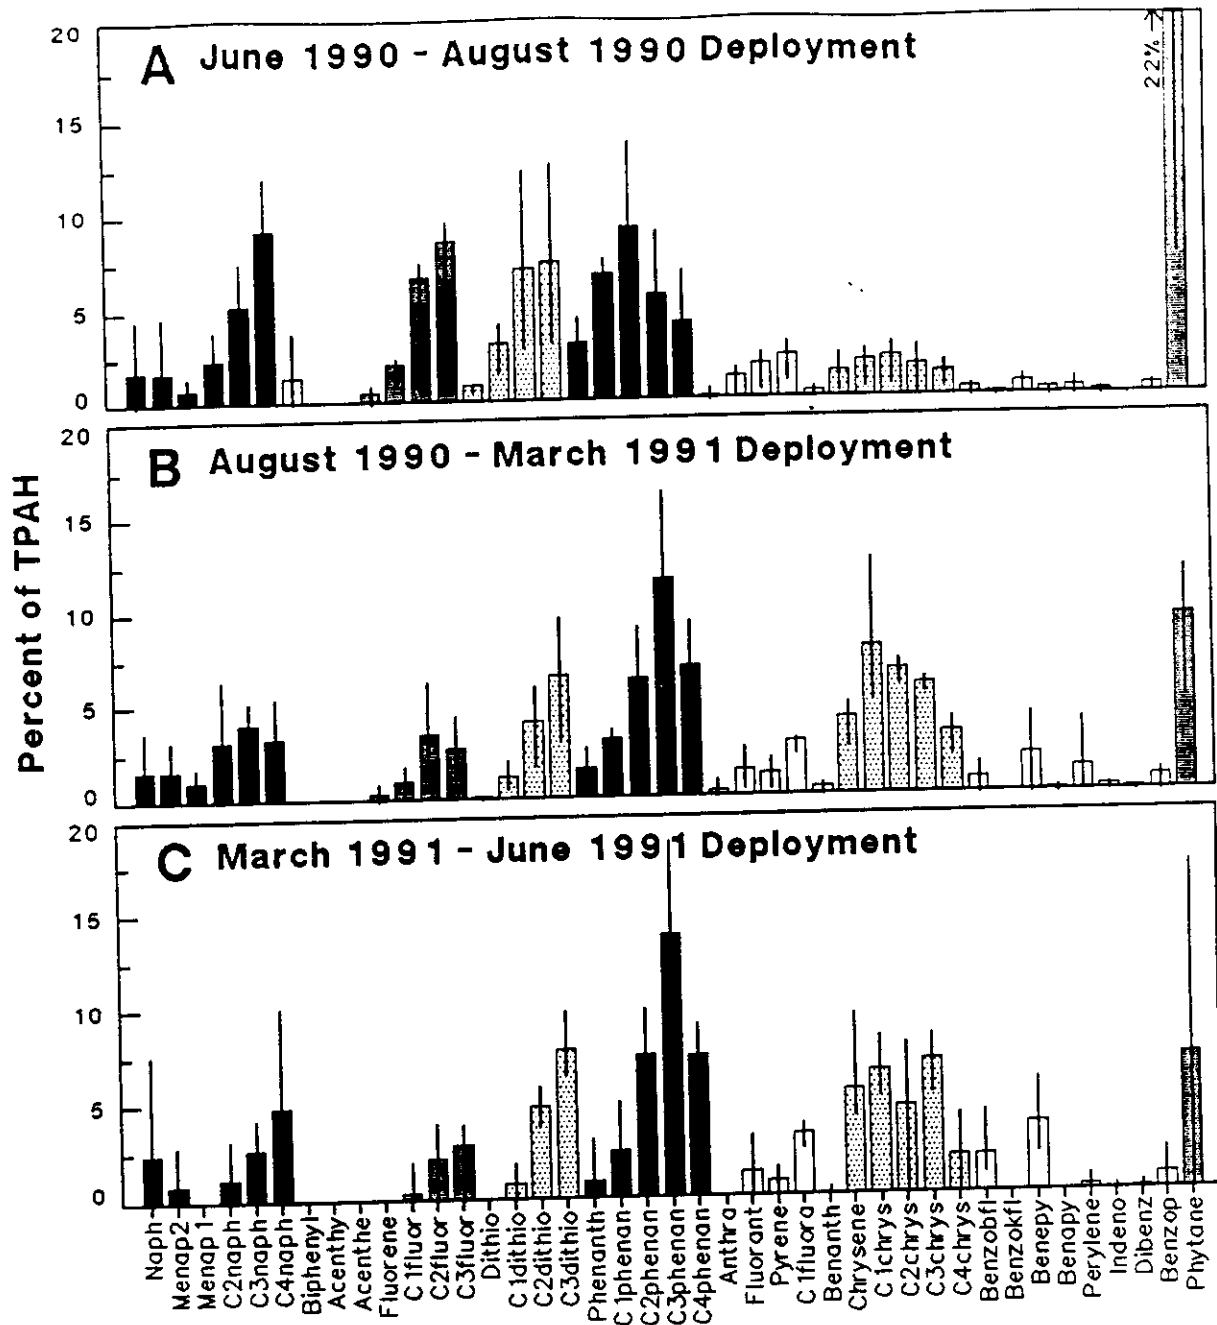 20
A June 1990 - August 1990 Deployment
22%
15
10
5
0
20
B August 1990 - March 1991 Deployment
15
10
5
0
Percent of TPAH
20
C March 1991 - June 1991 Deployment
15
10
5
0
Naph
Menap2
Menap1
C2naph
C3naph
C4naph
Biphenyl
Acenthy
Acenthe
Fluorene
C1fluor
C2fluor
C3fluor
Dithio
C1dithio
C2dithio
C3dithio
Phenanth
C1phenan
C2phenan
C3phenan
C4phenan
Anthra
Fluorant
Pyrene
C1fluora
Benanth
Chrysene
C1chrys
C2chrys
C3chrys
C4chrys
Benzobfl
Benzokfl
Benepy
Benapy
Perylene
Indeno
Dibenz
Benzop
Phytane